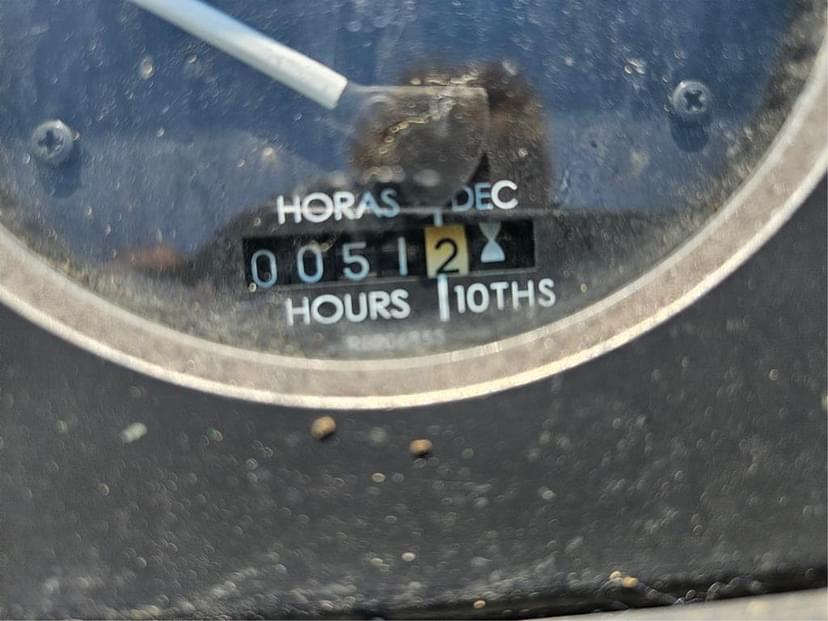 HORAS DEC
0051 2
HOURS 10THS